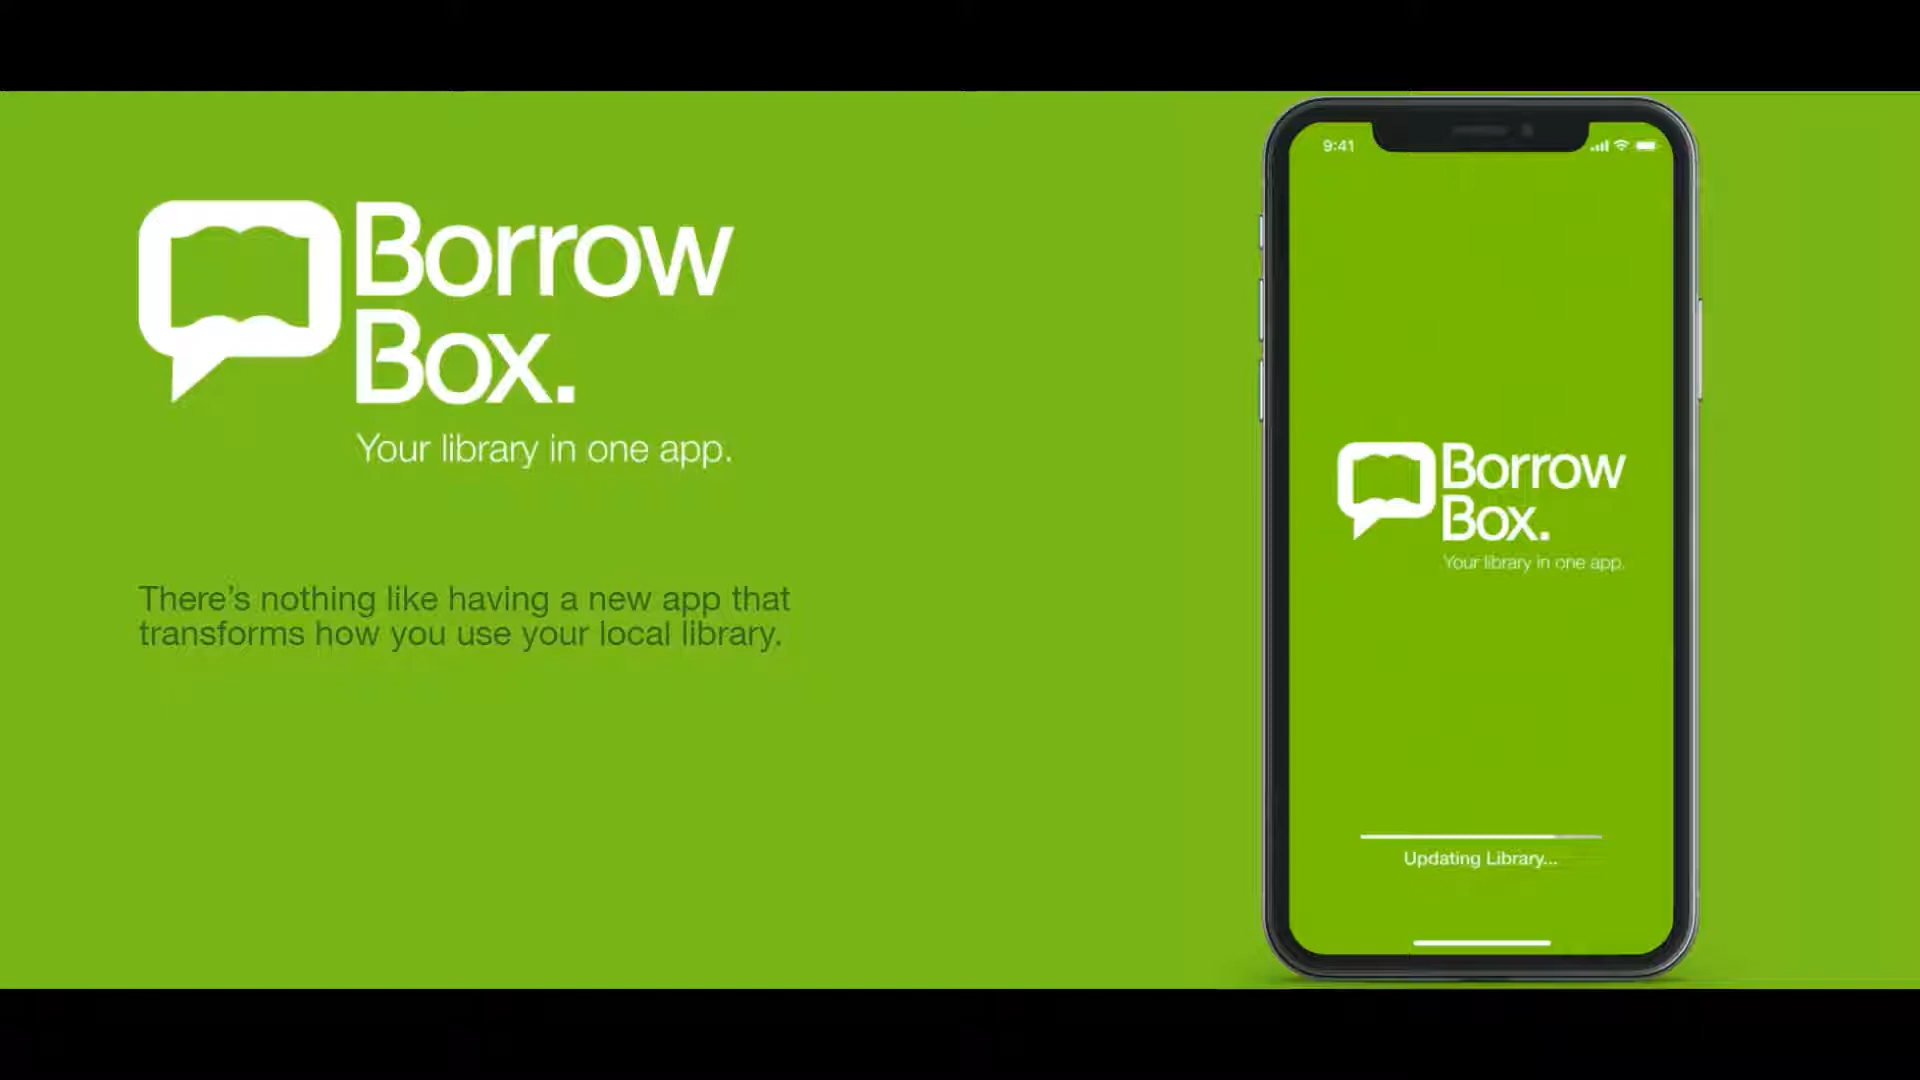 Borrow
Box.
Your library in one app.
There's nothing like having a new app that
transforms how you use your local library.
9:41
Borrow
Box.
Your library in one app.
Updating Library...